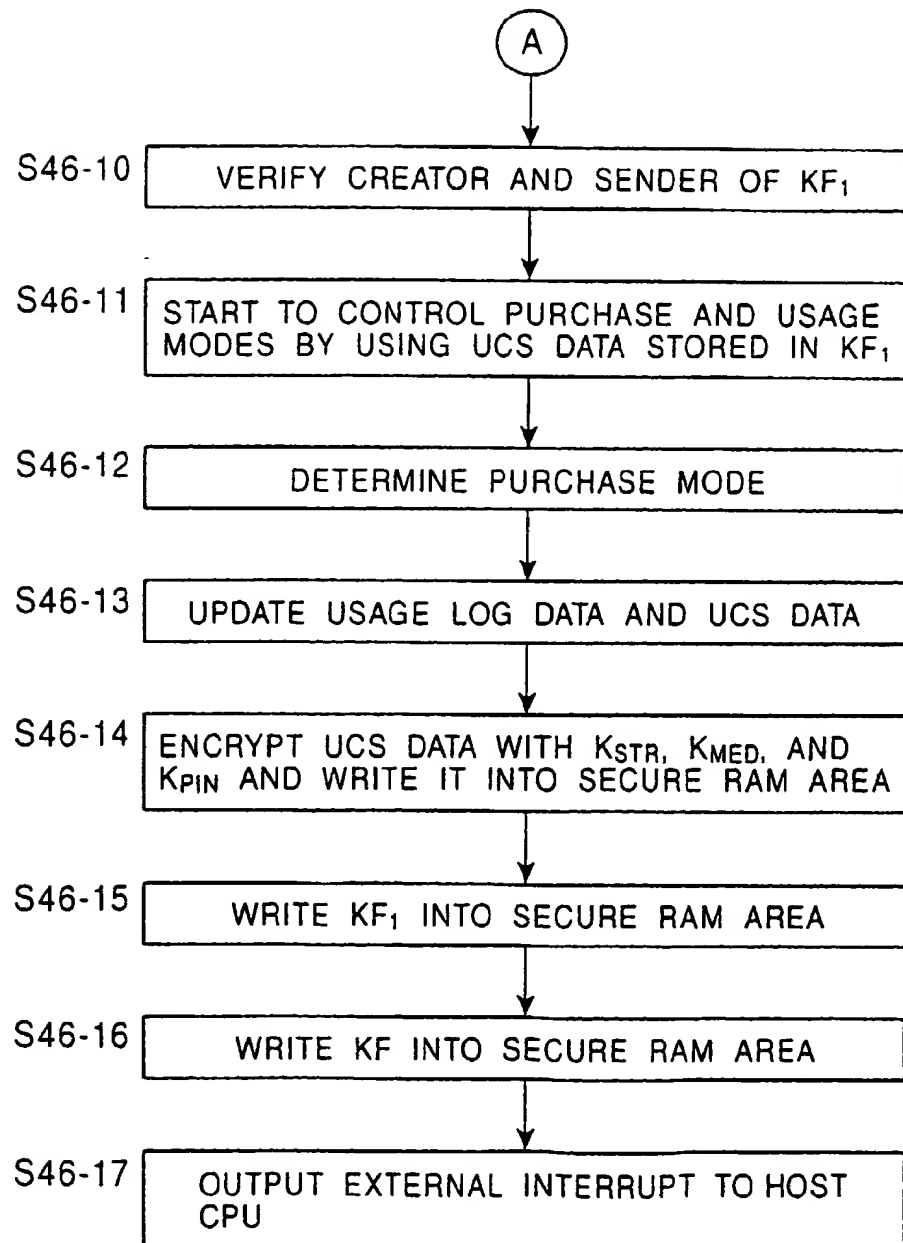 A
S46-10
VERIFY CREATOR AND SENDER OF KF₁
S46-11
START TO CONTROL PURCHASE AND USAGE
MODES BY USING UCS DATA STORED IN KF₁
S46-12
DETERMINE PURCHASE MODE
S46-13
UPDATE USAGE LOG DATA AND UCS DATA
S46-14
ENCRYPT UCS DATA WITH KSTR, KMED, AND
KPIN AND WRITE IT INTO SECURE RAM AREA
S46-15
WRITE KF₁ INTO SECURE RAM AREA
S46-16
WRITE KF INTO SECURE RAM AREA
S46-17
OUTPUT EXTERNAL INTERRUPT TO HOST
CPU